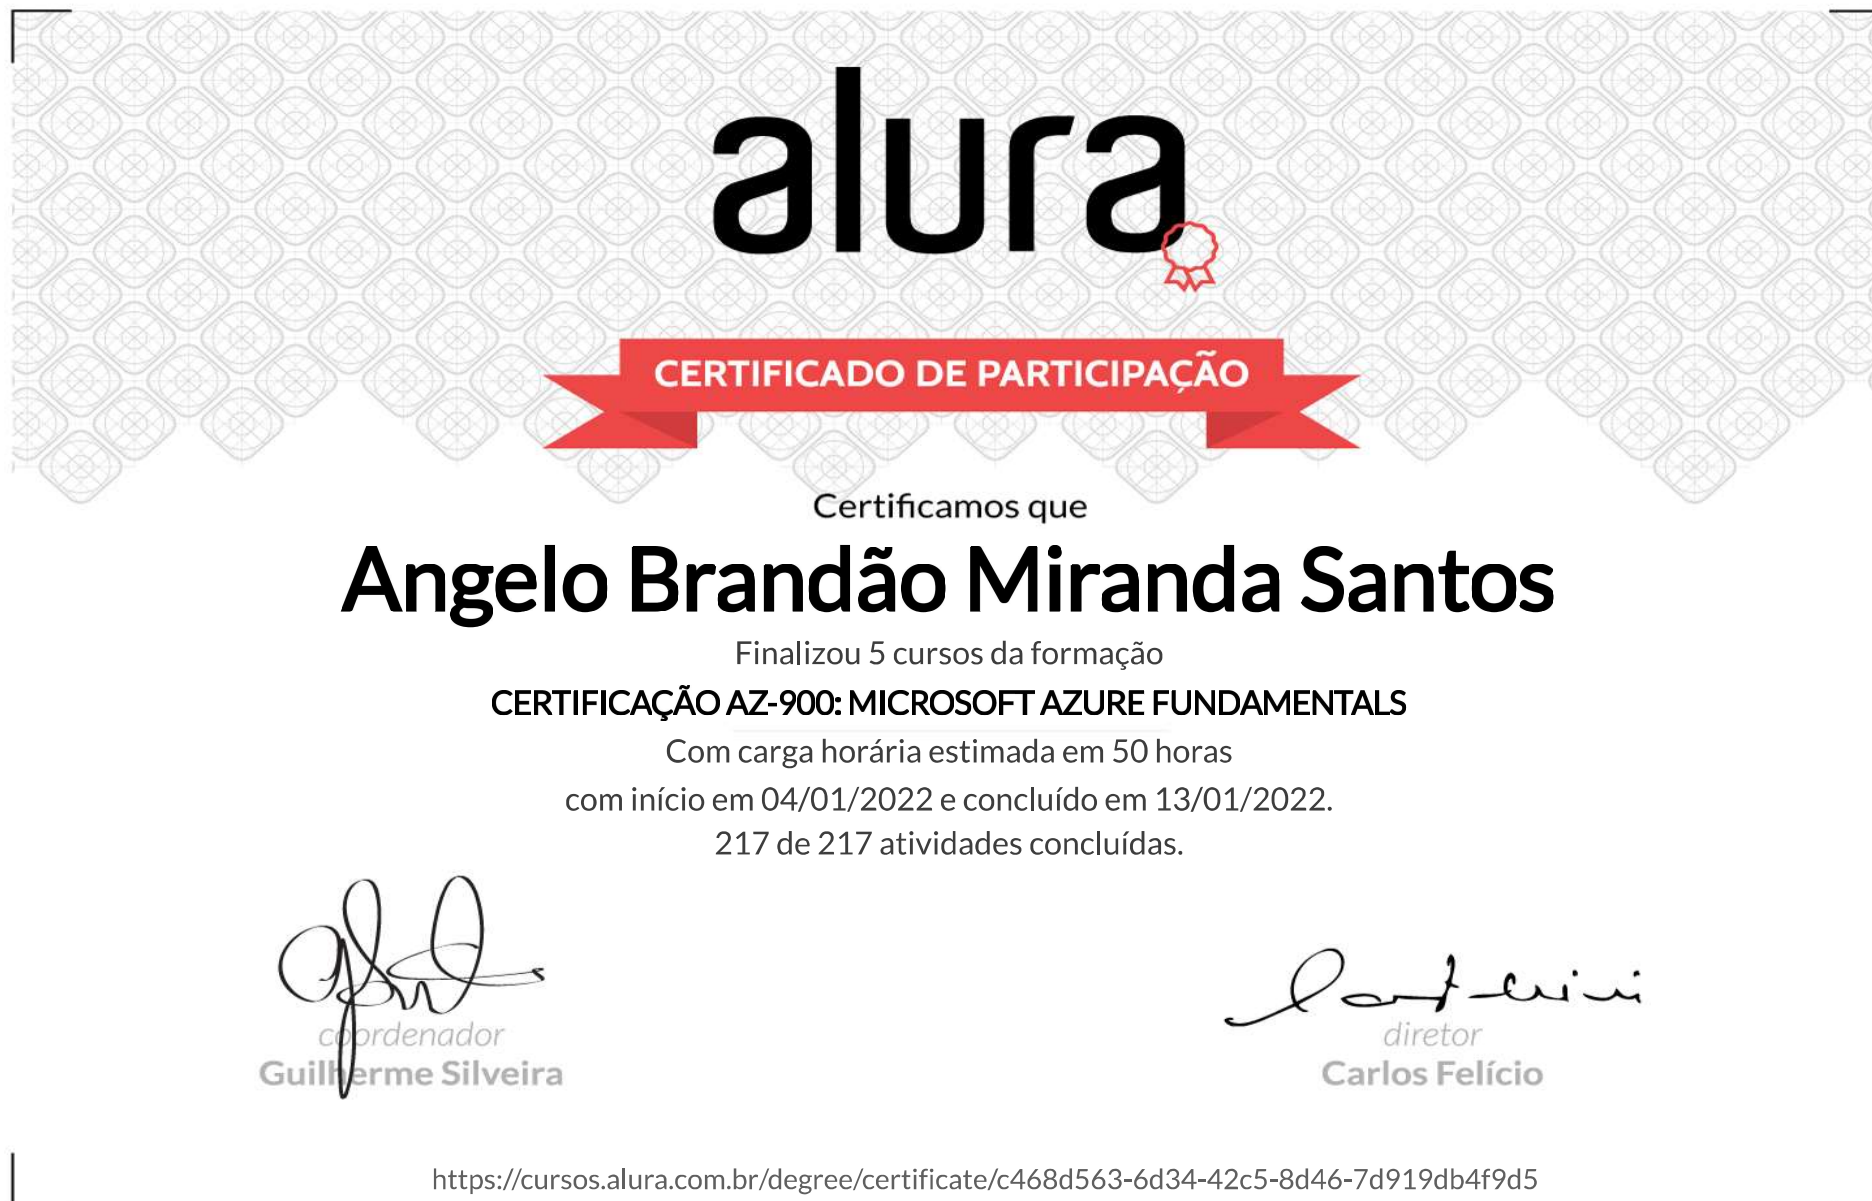 alura
CERTIFICADO DE PARTICIPAÇÃO
Certificamos que
Angelo Brandão Miranda Santos
Finalizou 5 cursos da formação
CERTIFICAÇÃO AZ-900: MICROSOFT AZURE FUNDAMENTALS
Com carga horária estimada em 50 horas
com início em 04/01/2022 e concluído em 13/01/2022.
217 de 217 atividades concluídas.
coordenador
Guilherme Silveira
diretor
Carlos Felício
https://cursos.alura.com.br/degree/certificate/c468d563-6d34-42c5-8d46-7d919db4f9d5